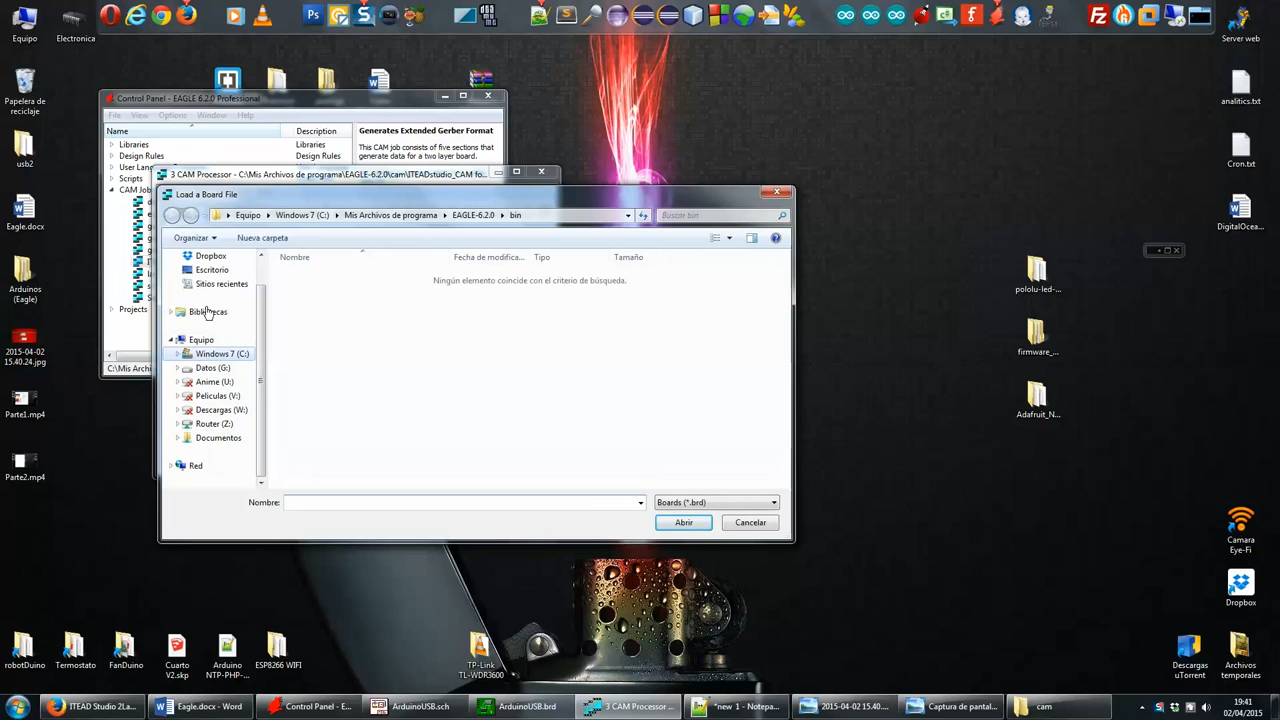 Equipo
Electronica
Papelera de
reciclaje
usb2
Eagle.docx
Arduinos
(Eagle)
2015-04-02
15.40.24.jpg
Parte1.mp4
Parte2.mp4
robotDuino
Termostato
FanDuino
Cuarto
V2.skp
Arduino
NTP-PHP-...
ESP8266 WIFI
TP-Link
TL-WDR3600
Control Panel - EAGLE 6.2.0 Professional
File View Options Window Help
Name
Description
Libraries
Libraries
Design Rules
Design Rules
User Lan
User Langu
Scripts
Script Files
CAM Jo
Projects
C:\Mis Archi
Generates Extended Gerber Format
This CAM job consists of five sections that
generate data for a two layer board.
3 CAM Processor - C:\Mis Archivos de programa\EAGLE-6.2.0\cam\ITEADstudio_CAM fo...
Load a Board File
Equipo
Windows 7 (C:)
Mis Archivos de programa
EAGLE-6.2.0
bin
Buscar bin
Organizar
Nueva carpeta
Nombre
Fecha de modifica...
Tipo
Tamaño
Ningún elemento coincide con el criterio de búsqueda.
Dropbox
Escritorio
Sitios recientes
Bibliotecas
Equipo
Windows 7 (C:)
Datos (G:)
Anime (U:)
Peliculas (V:)
Descargas (W:)
Router (Z:)
Documentos
Red
Nombre:
Boards (*.brd)
Abrir
Cancelar
pololu-led-...
firmware_...
Adafruit_N...
Server web
analitics.txt
Cron.txt
DigitalOcea...
Camara
Eye-Fi
Dropbox
Descargas
uTorrent
Archivos
temporales
ITEAD Studio 2La...
Eagle.docx - Word
Control Panel - E...
ArduinoUSB.sch
ArduinoUSB.brd
3 CAM Processor ...
*new 1 - Notepa...
2015-04-02 15.40....
Captura de pantal...
cam
19:41
02/04/2015